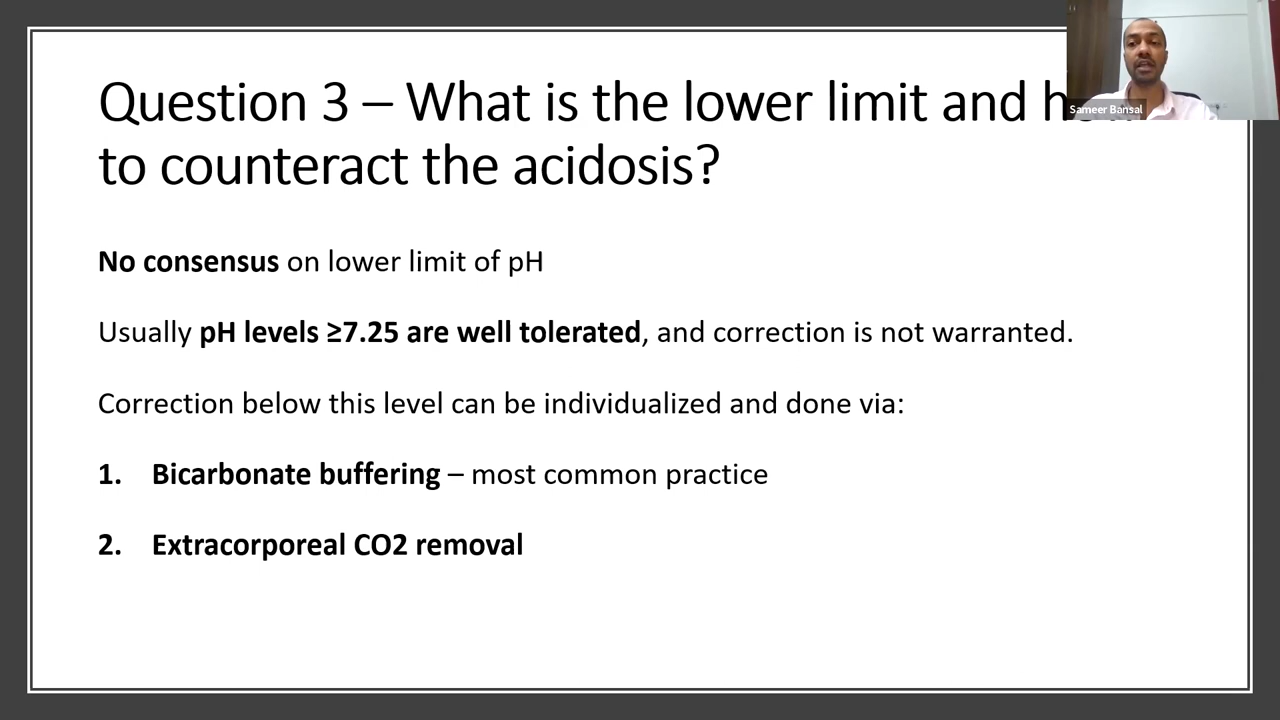 Question 3 – What is the lower limit and
Sameer Bansal
to counteract the acidosis?
No consensus on lower limit of pH
Usually pH levels ≥7.25 are well tolerated, and correction is not warranted.
Correction below this level can be individualized and done via:
1. Bicarbonate buffering – most common practice
2. Extracorporeal CO2 removal